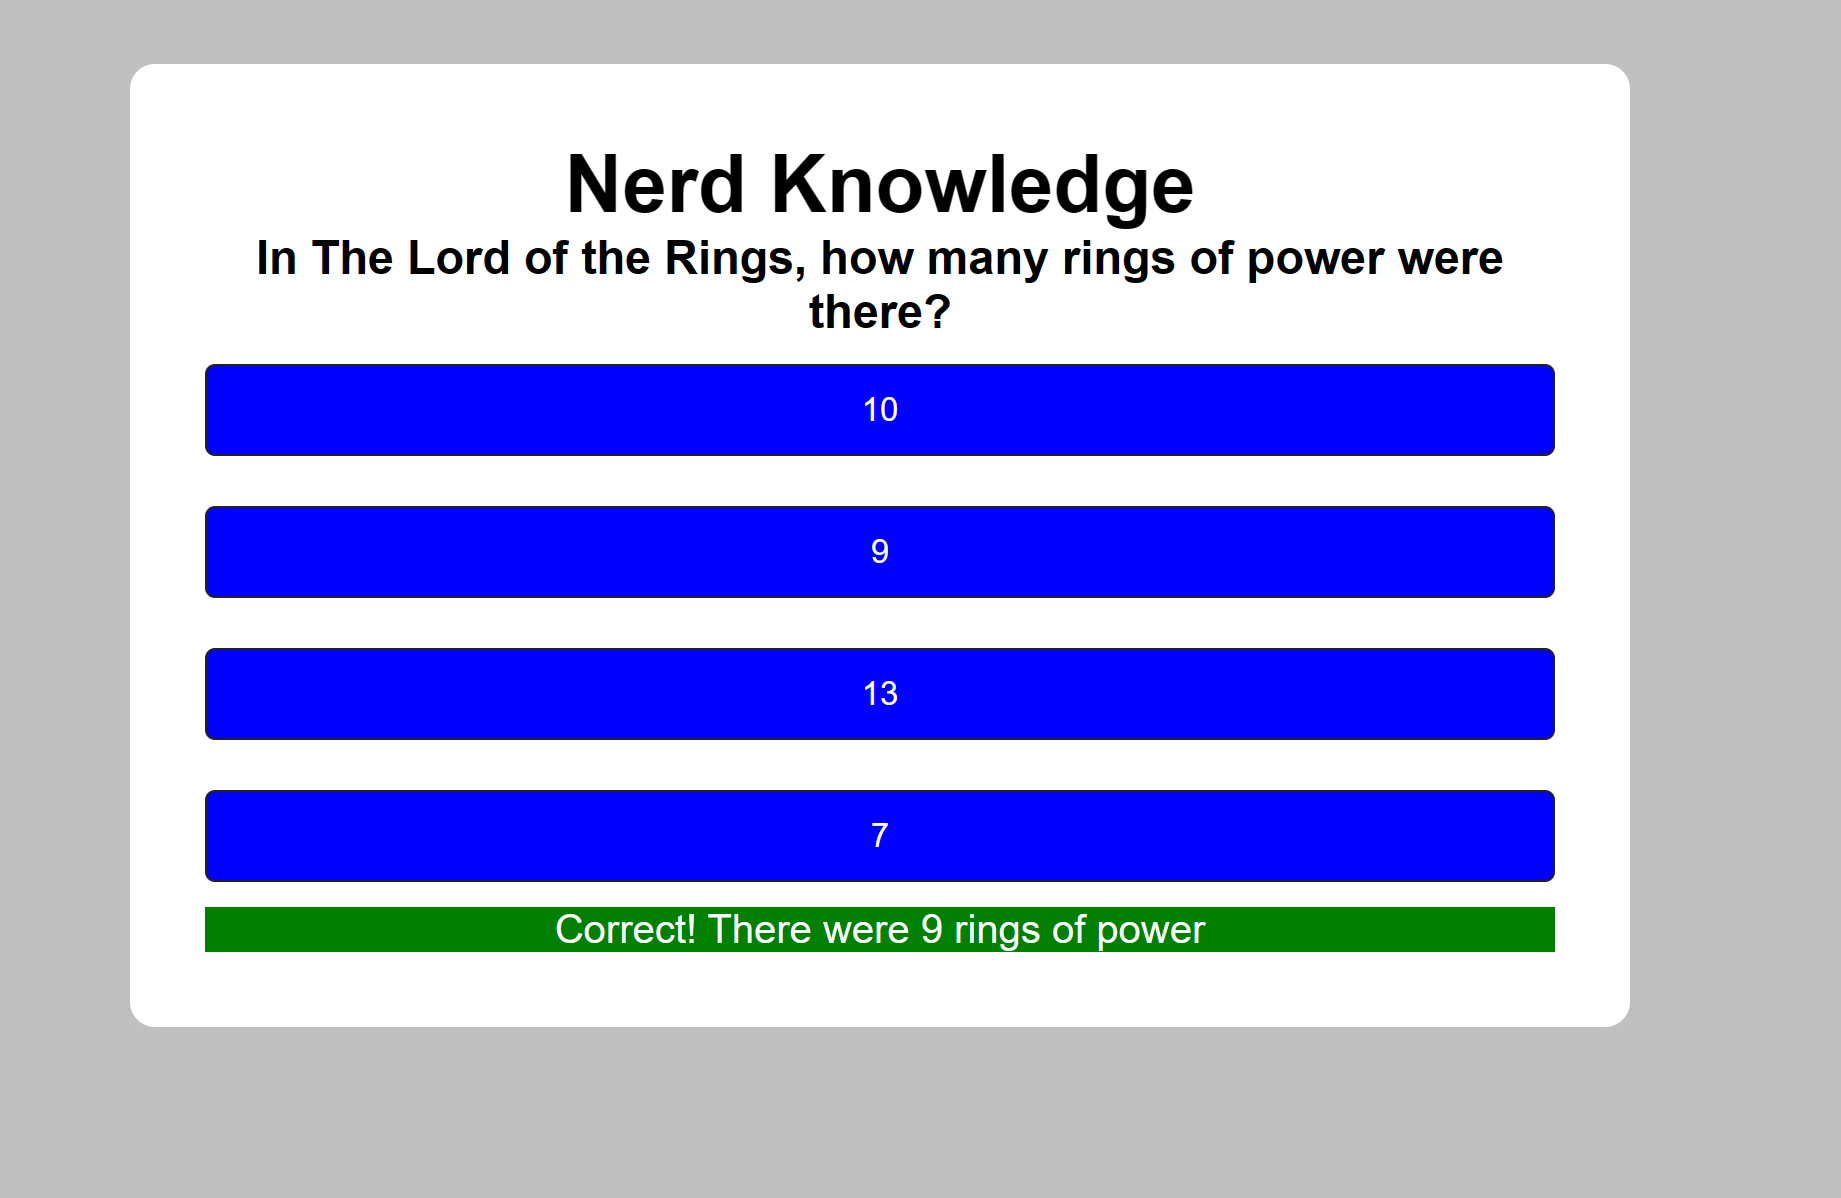 Nerd Knowledge
In The Lord of the Rings, how many rings of power were
there?
10
9
13
7
Correct! There were 9 rings of power